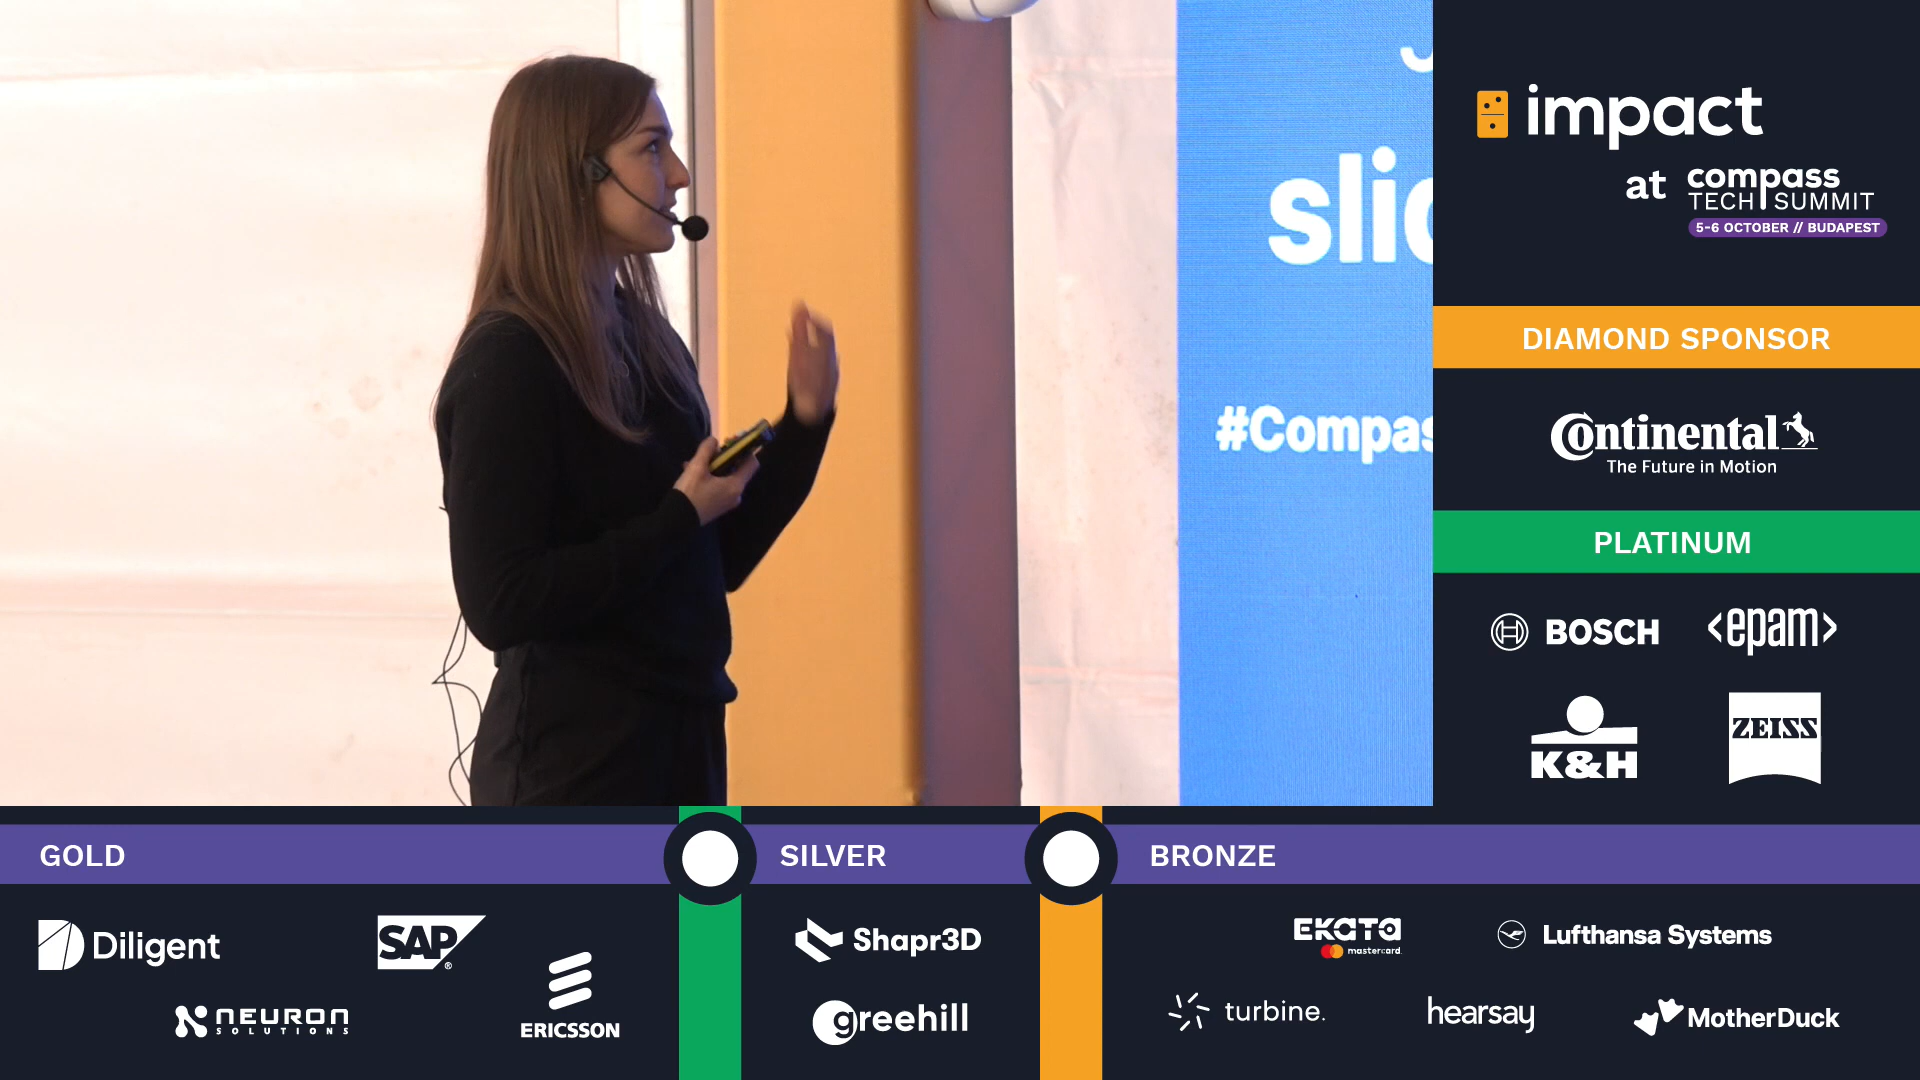 slid
#Compas
impact
at
compass
TECH SUMMIT
5-6 OCTOBER // BUDAPEST
DIAMOND SPONSOR
Continental
The Future in Motion
PLATINUM
BOSCH
<epam>
K&H
ZEISS
GOLD
SILVER
BRONZE
Diligent
SAP
®
NEURON
SOLUTIONS
ERICSSON
Shapr3D
greehill
EKATA
mastercard.
Lufthansa Systems
turbine.
hearsay
MotherDuck